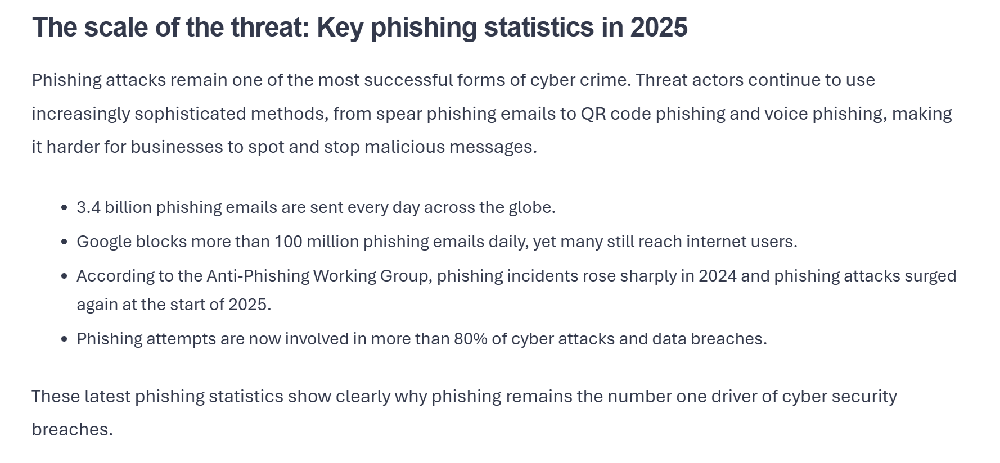 The scale of the threat: Key phishing statistics in 2025
Phishing attacks remain one of the most successful forms of cyber crime. Threat actors continue to use
increasingly sophisticated methods, from spear phishing emails to QR code phishing and voice phishing, making
it harder for businesses to spot and stop malicious messages.
• 3.4 billion phishing emails are sent every day across the globe.
• Google blocks more than 100 million phishing emails daily, yet many still reach internet users.
• According to the Anti-Phishing Working Group, phishing incidents rose sharply in 2024 and phishing attacks surged
again at the start of 2025.
• Phishing attempts are now involved in more than 80% of cyber attacks and data breaches.
These latest phishing statistics show clearly why phishing remains the number one driver of cyber security
breaches.